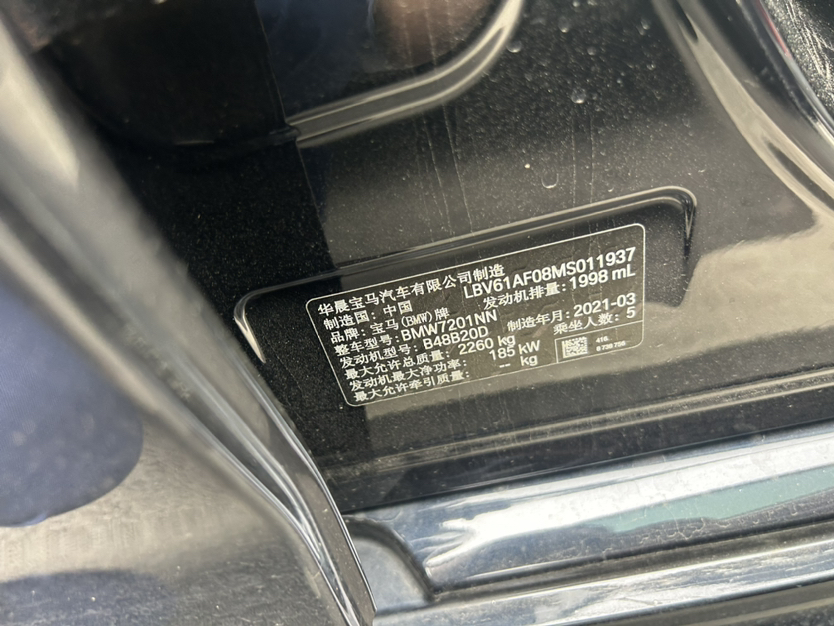 华晨宝马汽车有限公司制造
制造国: 中国 LBV61AF08MS011937
品牌: 宝马(BMW)牌 发动机排量: 1998 mL
整车型号: BMW7201NN
发动机型号: B48B20D 制造年月: 2021-03
最大允许总质量: 2260 kg 乘坐人数: 5
发动机最大净功率: 185 kW
最大允许牵引质量: -- kg